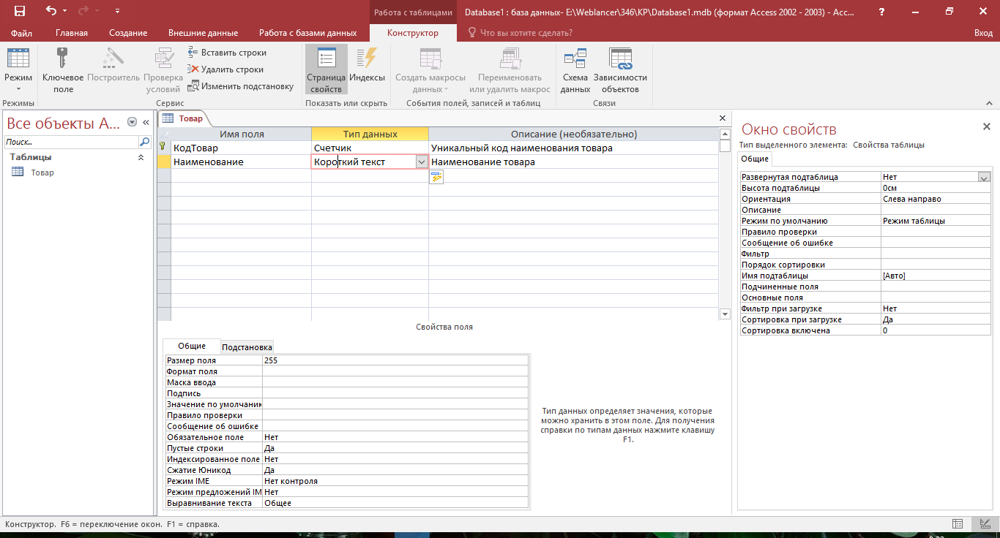 Работа с таблицами
Database1 : база данных- E:\Weblancer\346\KP\Database1.mdb (формат Access 2002 - 2003) - Acc...
?
Файл Главная Создание Внешние данные Работа с базами данных Конструктор Что вы хотите сделать? Вход
Режим
Режимы
Ключевое поле
Построитель
Проверка условий
Вставить строки
Удалить строки
Изменить подстановку
Сервис
Страница свойств
Индексы
Показать или скрыть
Создать макросы данных
Переименовать или удалить макрос
События полей, записей и таблиц
Схема данных
Зависимости объектов
Связи
Все объекты A... «
Поиск...
Таблицы
Товар
Товар
Имя поля Тип данных Описание (необязательно)
КодТовар Счетчик Уникальный код наименования товара
Наименование Короткий текст Наименование товара
Свойства поля
Общие Подстановка
Размер поля 255
Формат поля
Маска ввода
Подпись
Значение по умолчани
Правило проверки
Сообщение об ошибке
Обязательное поле Нет
Пустые строки Да
Индексированное поле Нет
Сжатие Юникод Да
Режим IME Нет контроля
Режим предложений IM Нет
Выравнивание текста Общее
Тип данных определяет значения, которые
можно хранить в этом поле. Для получения
справки по типам данных нажмите клавишу
F1.
Окно свойств
Тип выделенного элемента: Свойства таблицы
Общие
Развернутая подтаблица Нет
Высота подтаблицы 0см
Ориентация Слева направо
Описание
Режим по умолчанию Режим таблицы
Правило проверки
Сообщение об ошибке
Фильтр
Порядок сортировки
Имя подтаблицы [Авто]
Подчиненные поля
Основные поля
Фильтр при загрузке Нет
Сортировка при загрузке Да
Сортировка включена 0
Конструктор. F6 = переключение окон. F1 = справка.